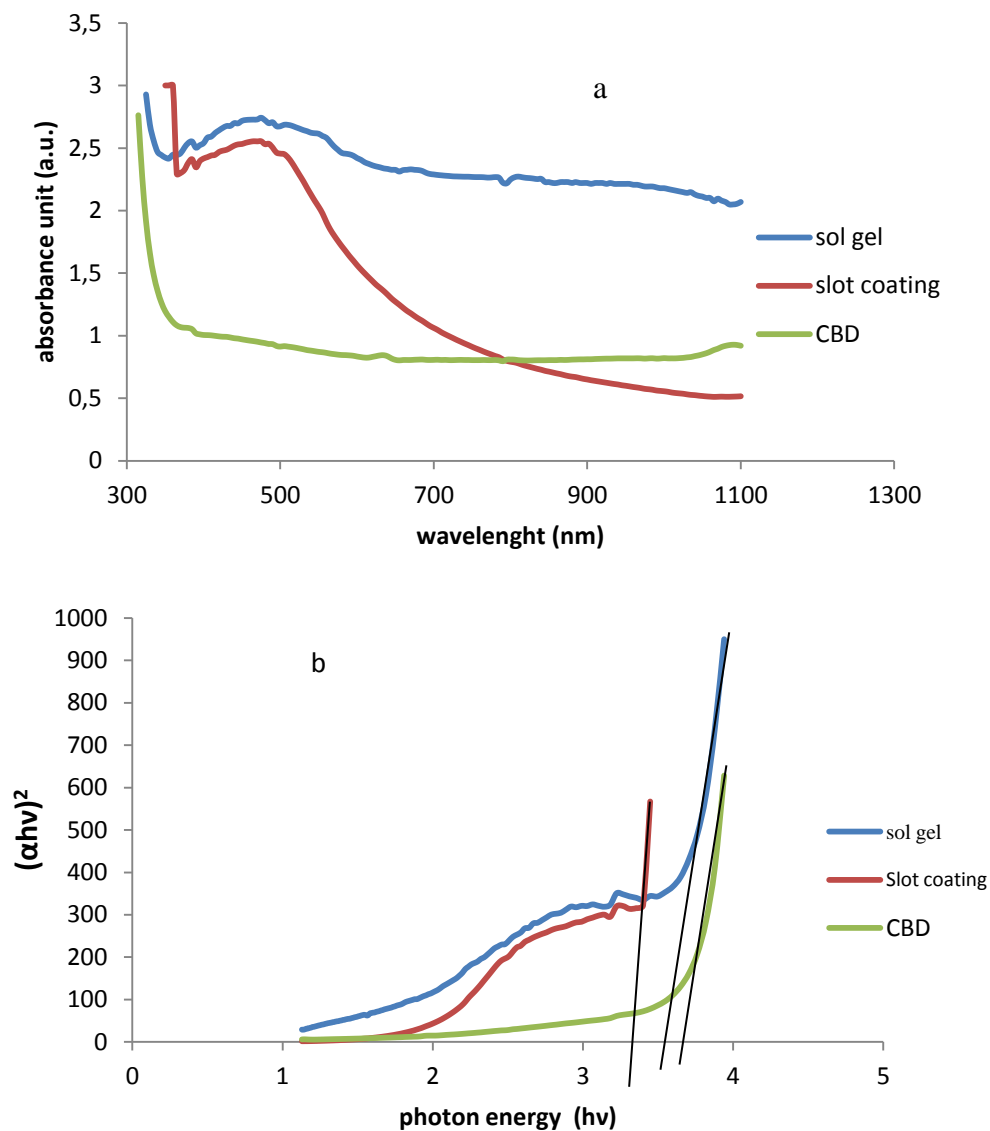 3,5
3
2,5
2
1,5
1
0,5
0
absorbance unit (a.u.)
a
sol gel
slot coating
CBD
300 500 700 900 1100 1300
wavelenght (nm)
1000
900
800
700
600
500
400
300
200
100
0
(αhν)²
b
sol gel
Slot coating
CBD
0 1 2 3 4 5
photon energy (hν)